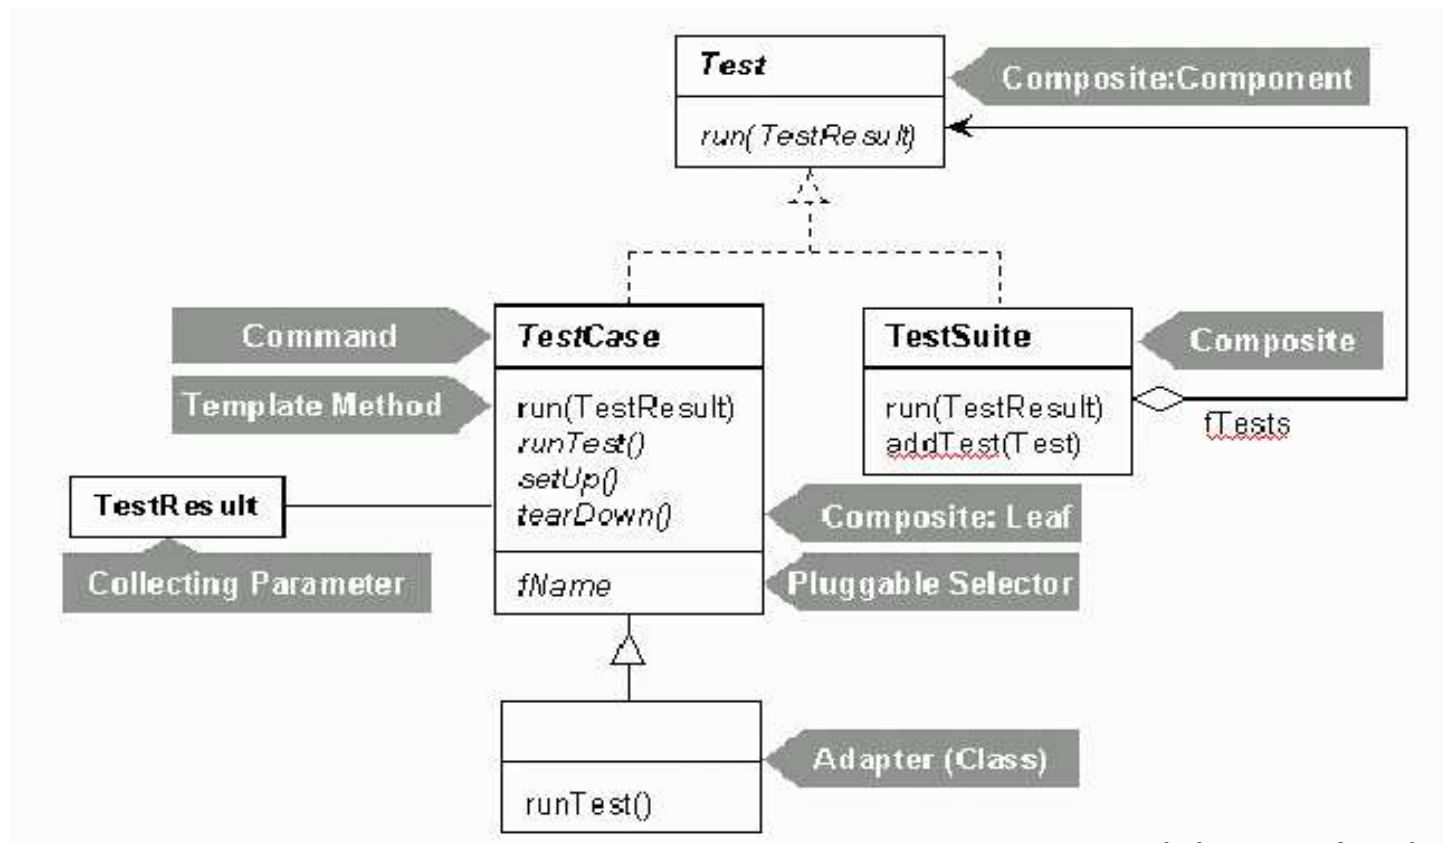 Test
Composite:Component
run(TestResult)
Command
TestCase
TestSuite
Composite
Template Method
run(TestResult)
runTest()
setUp()
tearDown()
run(TestResult)
addTest(Test)
fTests
TestResult
Composite: Leaf
Collecting Parameter
fName
Pluggable Selector
Adapter (Class)
runTest()